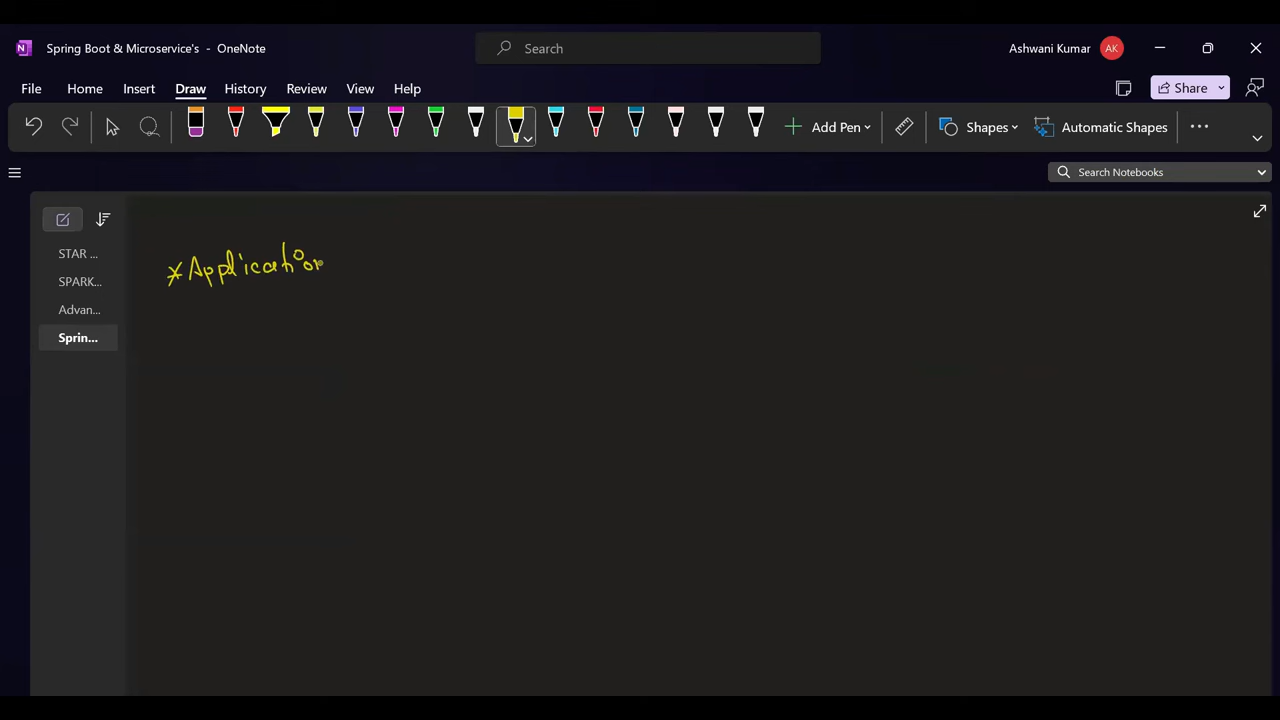 Spring Boot & Microservice's - OneNote
Search
Ashwani Kumar
AK
File
Home
Insert
Draw
History
Review
View
Help
Share
Add Pen
Shapes
Automatic Shapes
Search Notebooks
STAR ...
SPARK...
Advan...
Sprin...
*Application